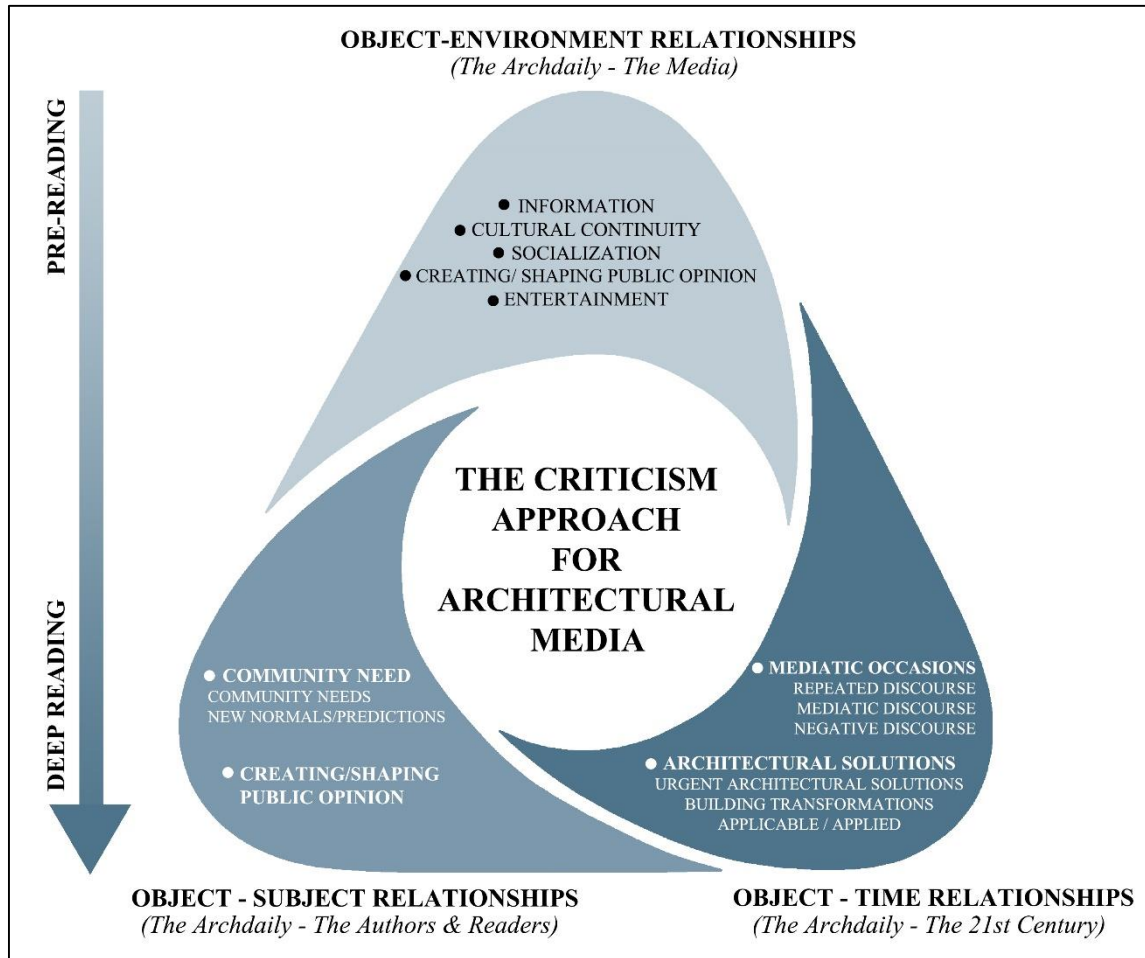 OBJECT-ENVIRONMENT RELATIONSHIPS
(The Archdaily - The Media)
PRE-READING
● INFORMATION
● CULTURAL CONTINUITY
● SOCIALIZATION
● CREATING/ SHAPING PUBLIC OPINION
● ENTERTAINMENT
THE CRITICISM
APPROACH
FOR
ARCHITECTURAL
MEDIA
DEEP READING
● COMMUNITY NEED
COMMUNITY NEEDS
NEW NORMALS/PREDICTIONS
● CREATING/SHAPING
PUBLIC OPINION
● MEDIATIC OCCASIONS
REPEATED DISCOURSE
MEDIATIC DISCOURSE
NEGATIVE DISCOURSE
● ARCHITECTURAL SOLUTIONS
URGENT ARCHITECTURAL SOLUTIONS
BUILDING TRANSFORMATIONS
APPLICABLE / APPLIED
OBJECT - SUBJECT RELATIONSHIPS
(The Archdaily - The Authors & Readers)
OBJECT - TIME RELATIONSHIPS
(The Archdaily - The 21st Century)